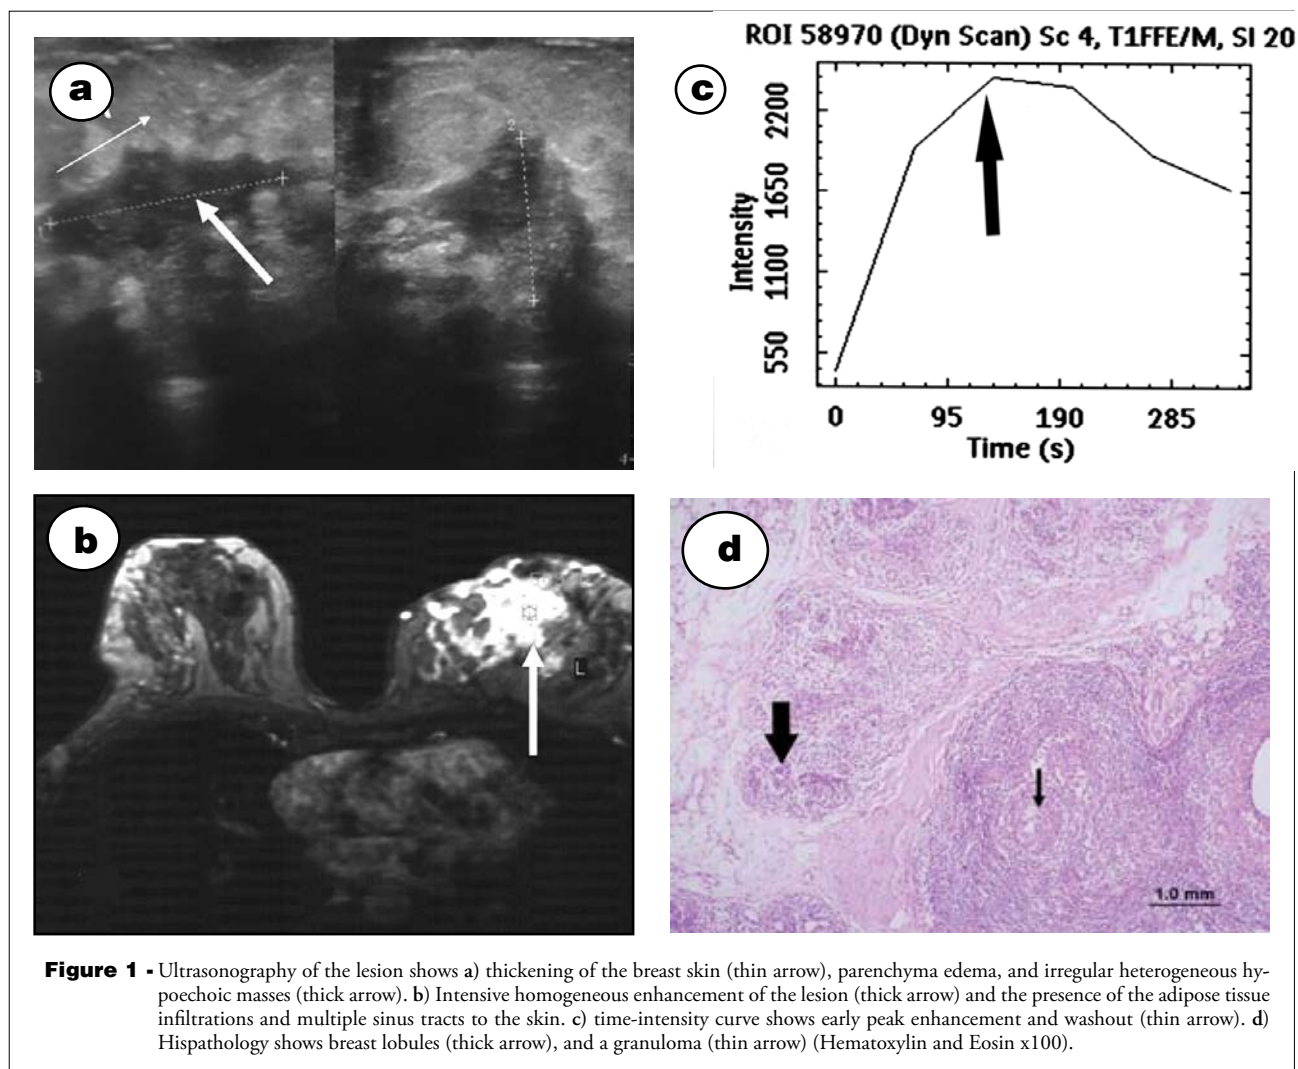 a
1
2
3
4-
ROI 58970 (Dyn Scan) Sc 4, T1FFE/M, SI 20
c
Intensity
2200
1650
1100
550
0 95 190 285
Time (s)
b
L
d
1.0 mm
Figure 1 - Ultrasonography of the lesion shows a) thickening of the breast skin (thin arrow), parenchyma edema, and irregular heterogeneous hy-
poechoic masses (thick arrow). b) Intensive homogeneous enhancement of the lesion (thick arrow) and the presence of the adipose tissue
infiltrations and multiple sinus tracts to the skin. c) time-intensity curve shows early peak enhancement and washout (thin arrow). d)
Hispathology shows breast lobules (thick arrow), and a granuloma (thin arrow) (Hematoxylin and Eosin x100).